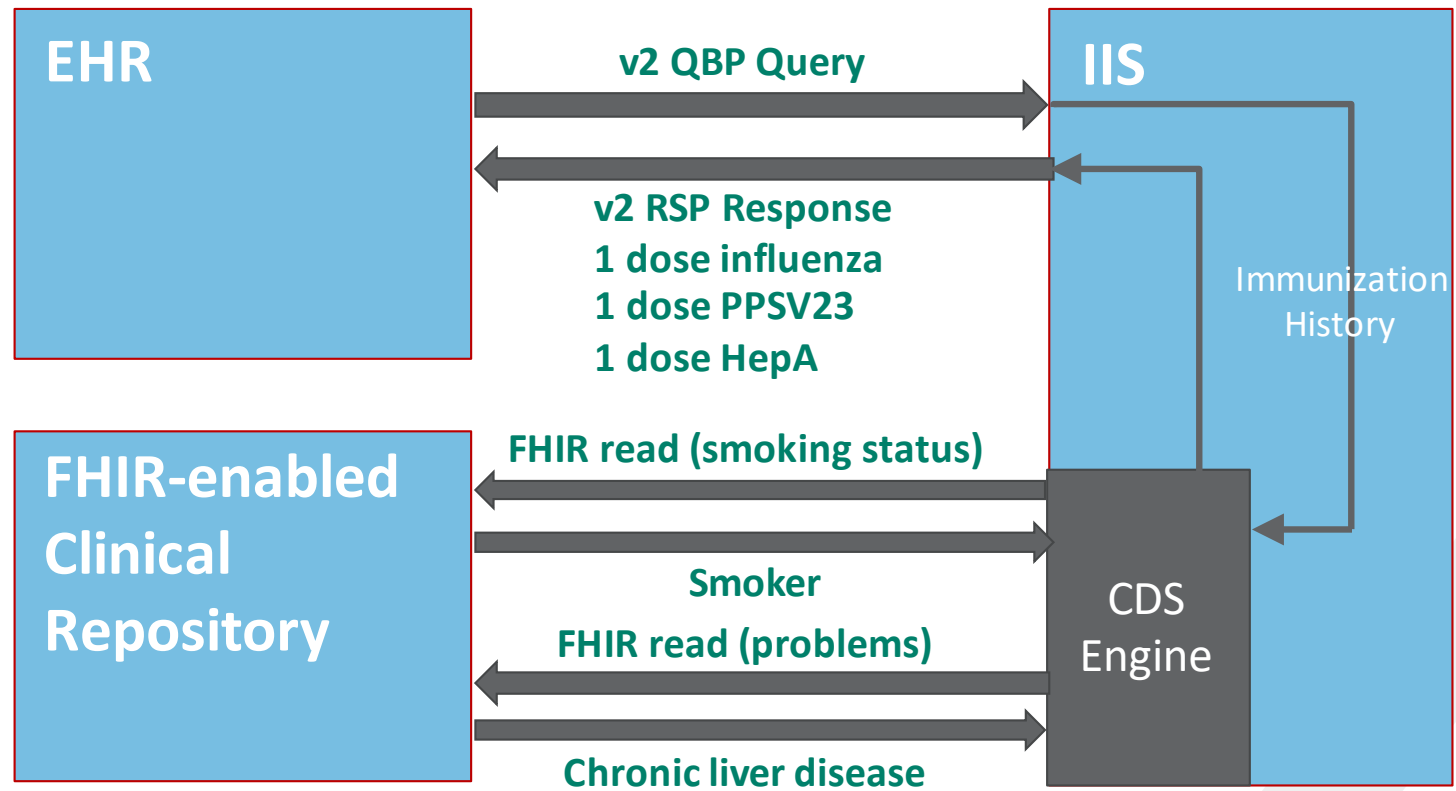 EHR
v2 QBP Query
IIS
v2 RSP Response
1 dose influenza
1 dose PPSV23
1 dose HepA
Immunization
History
FHIR-enabled
Clinical
Repository
FHIR read (smoking status)
Smoker
FHIR read (problems)
Chronic liver disease
CDS
Engine